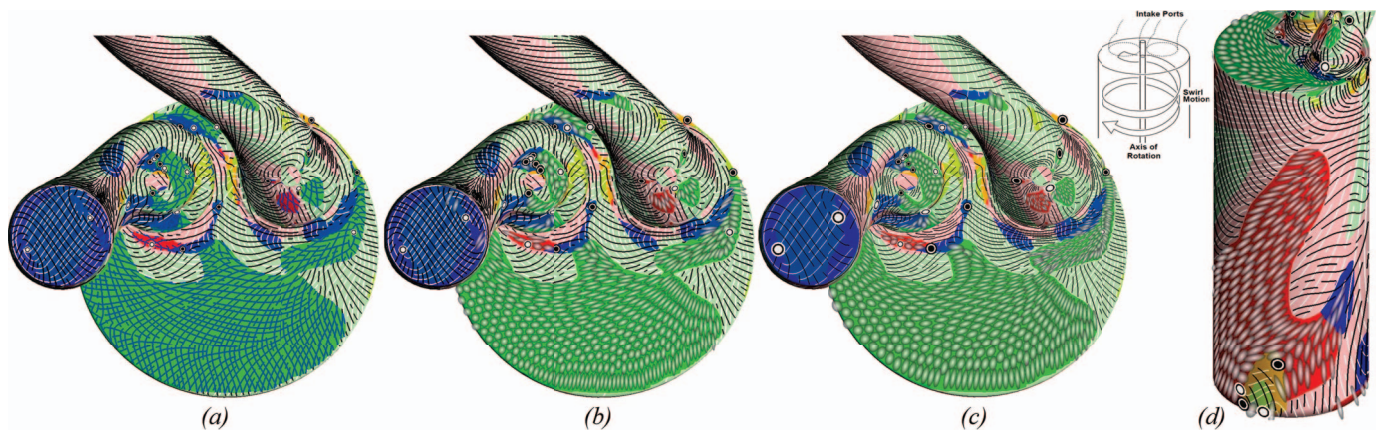 Intake Ports
Swirl
Motion
Axis of
Rotation
(a)
(b)
(c)
(d)